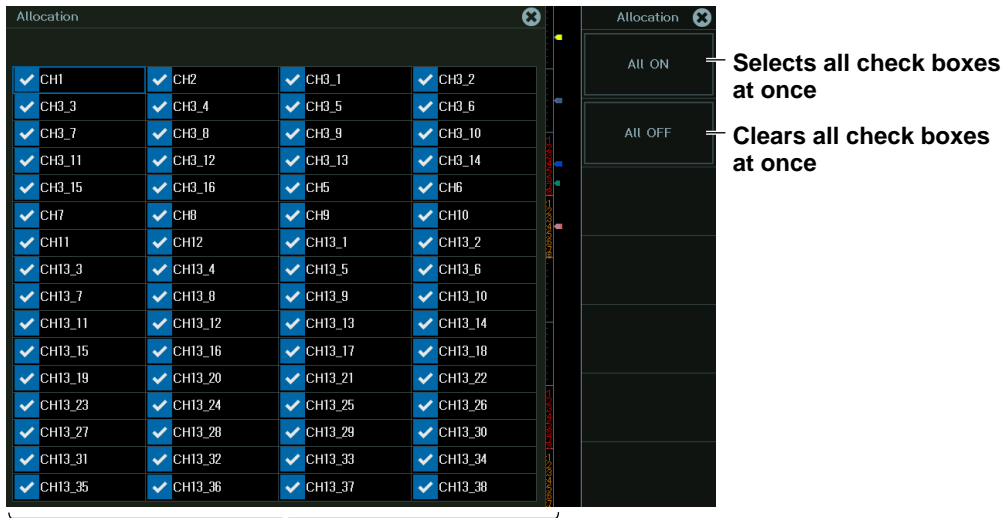 Allocation
CH1 CH2 CH3_1 CH3_2
CH3_3 CH3_4 CH3_5 CH3_6
CH3_7 CH3_8 CH3_9 CH3_10
CH3_11 CH3_12 CH3_13 CH3_14
CH3_15 CH3_16 CH5 CH6
CH7 CH8 CH9 CH10
CH11 CH12 CH13_1 CH13_2
CH13_3 CH13_4 CH13_5 CH13_6
CH13_7 CH13_8 CH13_9 CH13_10
CH13_11 CH13_12 CH13_13 CH13_14
CH13_15 CH13_16 CH13_17 CH13_18
CH13_19 CH13_20 CH13_21 CH13_22
CH13_23 CH13_24 CH13_25 CH13_26
CH13_27 CH13_28 CH13_29 CH13_30
CH13_31 CH13_32 CH13_33 CH13_34
CH13_35 CH13_36 CH13_37 CH13_38
Allocation
All ON
All OFF
Selects all check boxes
at once
Clears all check boxes
at once